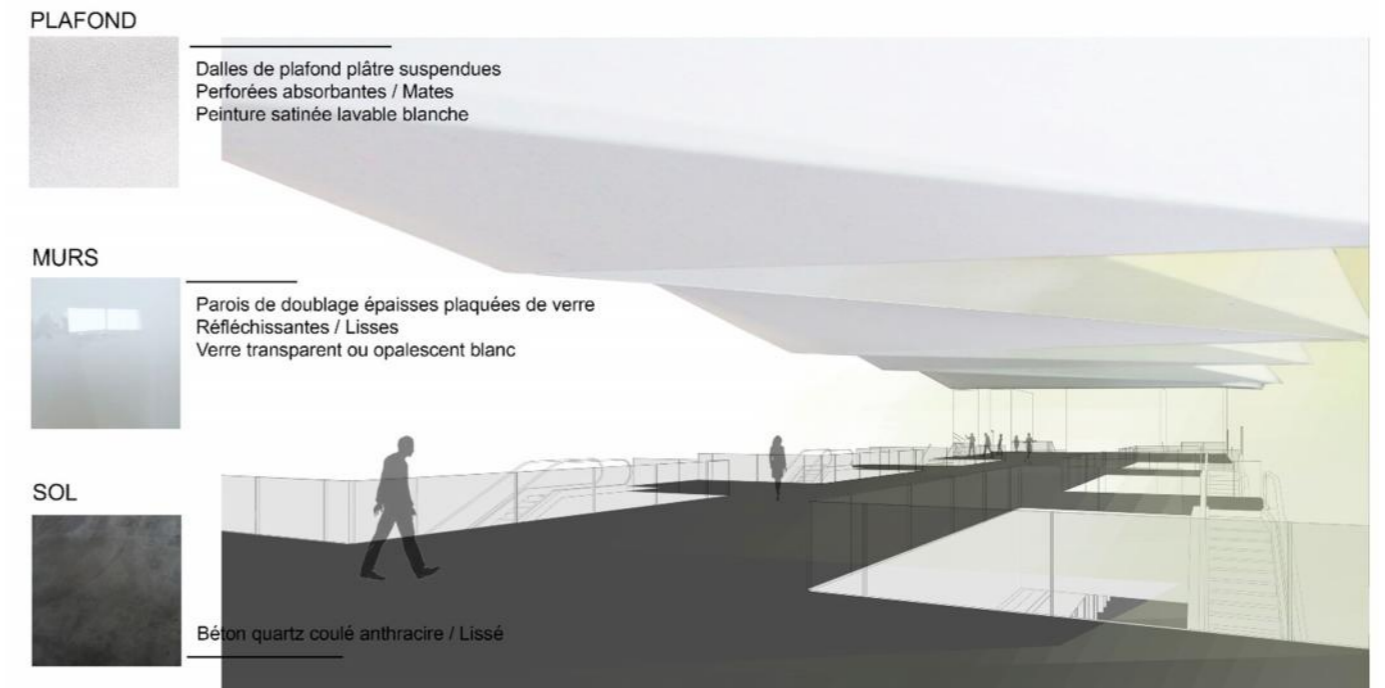 PLAFOND
Dalles de plafond plâtre suspendues
Perforées absorbantes / Mates
Peinture satinée lavable blanche
MURS
Parois de doublage épaisses plaquées de verre
Réfléchissantes / Lisses
Verre transparent ou opalescent blanc
SOL
Béton quartz coulé anthracire / Lissé